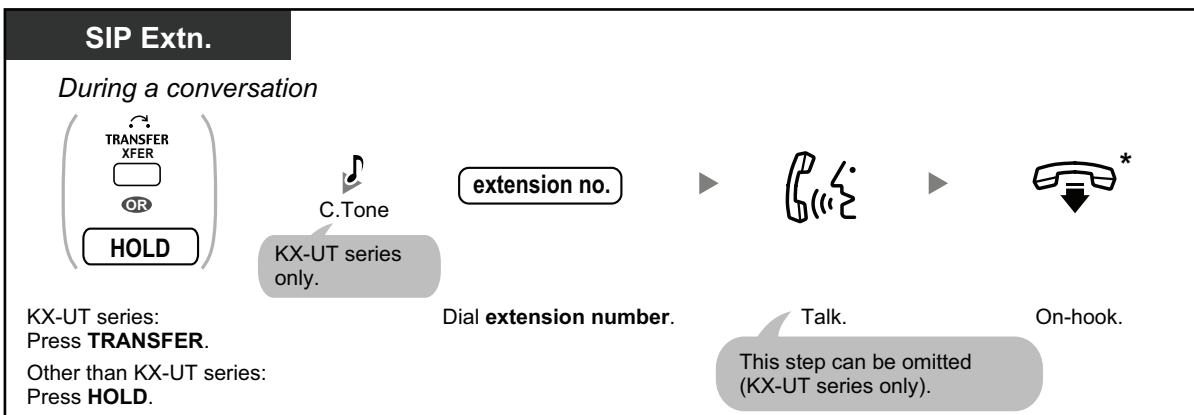 SIP Extn.
During a conversation
TRANSFER
XFER
OR
HOLD
C.Tone
KX-UT series
only.
extension no.
*
KX-UT series:
Press TRANSFER.
Other than KX-UT series:
Press HOLD.
Dial extension number.
Talk.
This step can be omitted
(KX-UT series only).
On-hook.